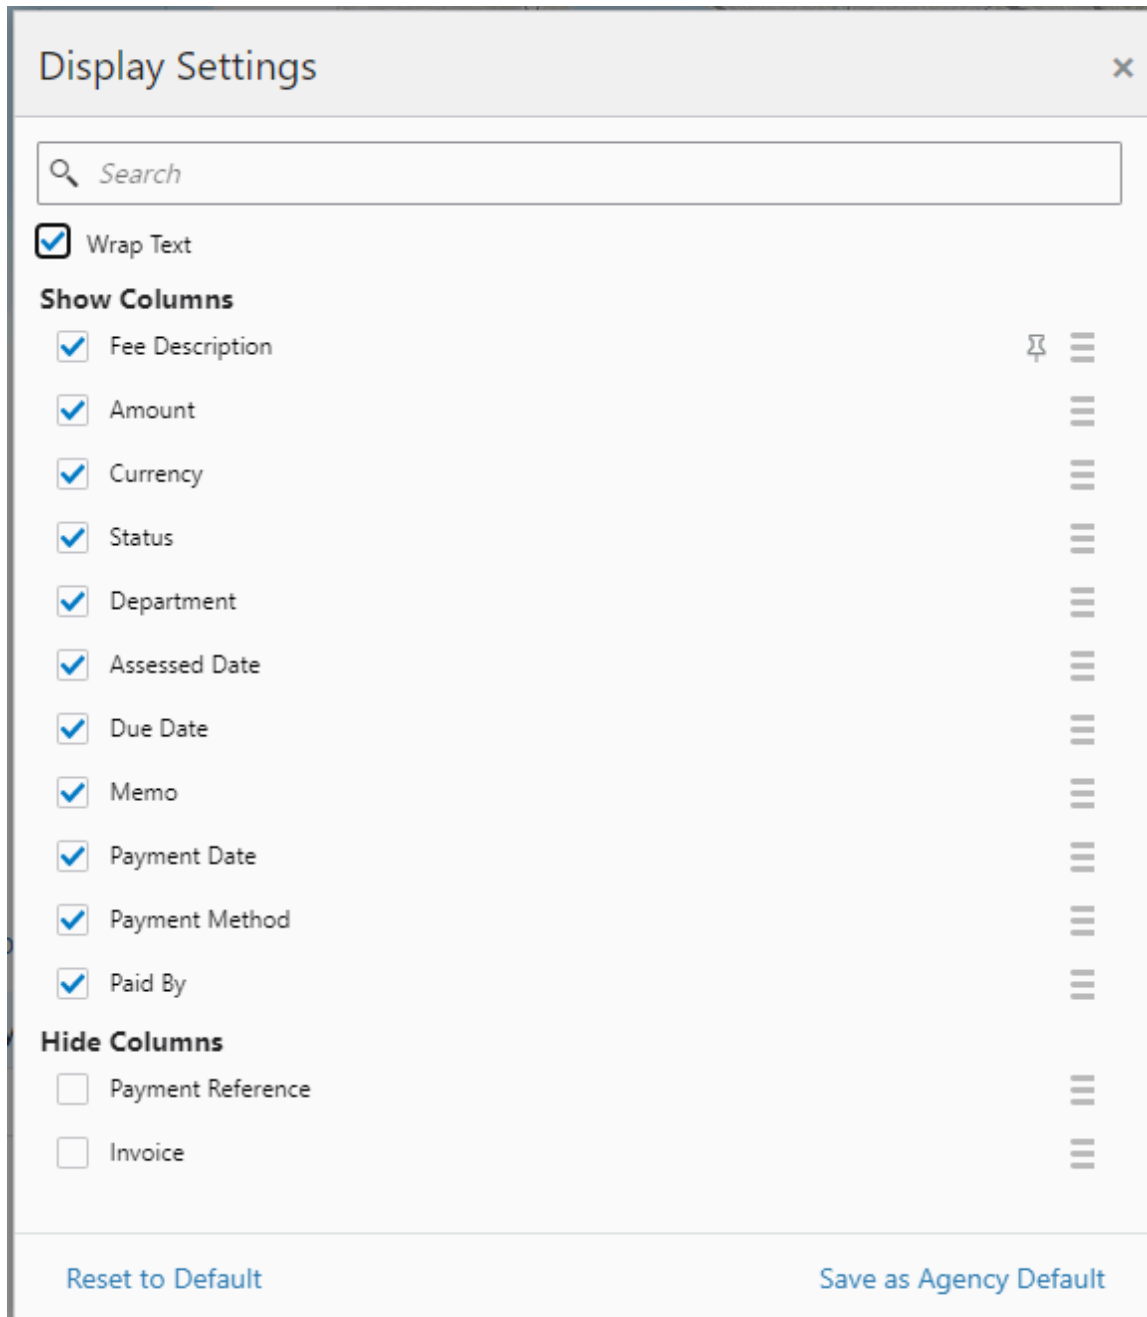 Display Settings
Search
Wrap Text
Show Columns
Fee Description
Amount
Currency
Status
Department
Assessed Date
Due Date
Memo
Payment Date
Payment Method
Paid By
Hide Columns
Payment Reference
Invoice
Reset to Default Save as Agency Default